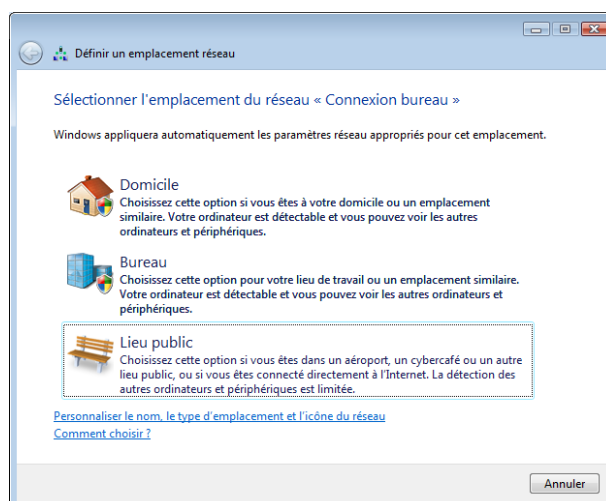 Définir un emplacement réseau
Sélectionner l'emplacement du réseau « Connexion bureau »
Windows appliquera automatiquement les paramètres réseau appropriés pour cet emplacement.
Domicile
Choisissez cette option si vous êtes à votre domicile ou un emplacement
similaire. Votre ordinateur est détectable et vous pouvez voir les autres
ordinateurs et périphériques.
Bureau
Choisissez cette option pour votre lieu de travail ou un emplacement similaire.
Votre ordinateur est détectable et vous pouvez voir les autres ordinateurs et
périphériques.
Lieu public
Choisissez cette option si vous êtes dans un aéroport, un cybercafé ou un autre
lieu public, ou si vous êtes connecté directement à l'Internet. La détection des
autres ordinateurs et périphériques est limitée.
Personnaliser le nom, le type d'emplacement et l'icône du réseau
Comment choisir ?
Annuler